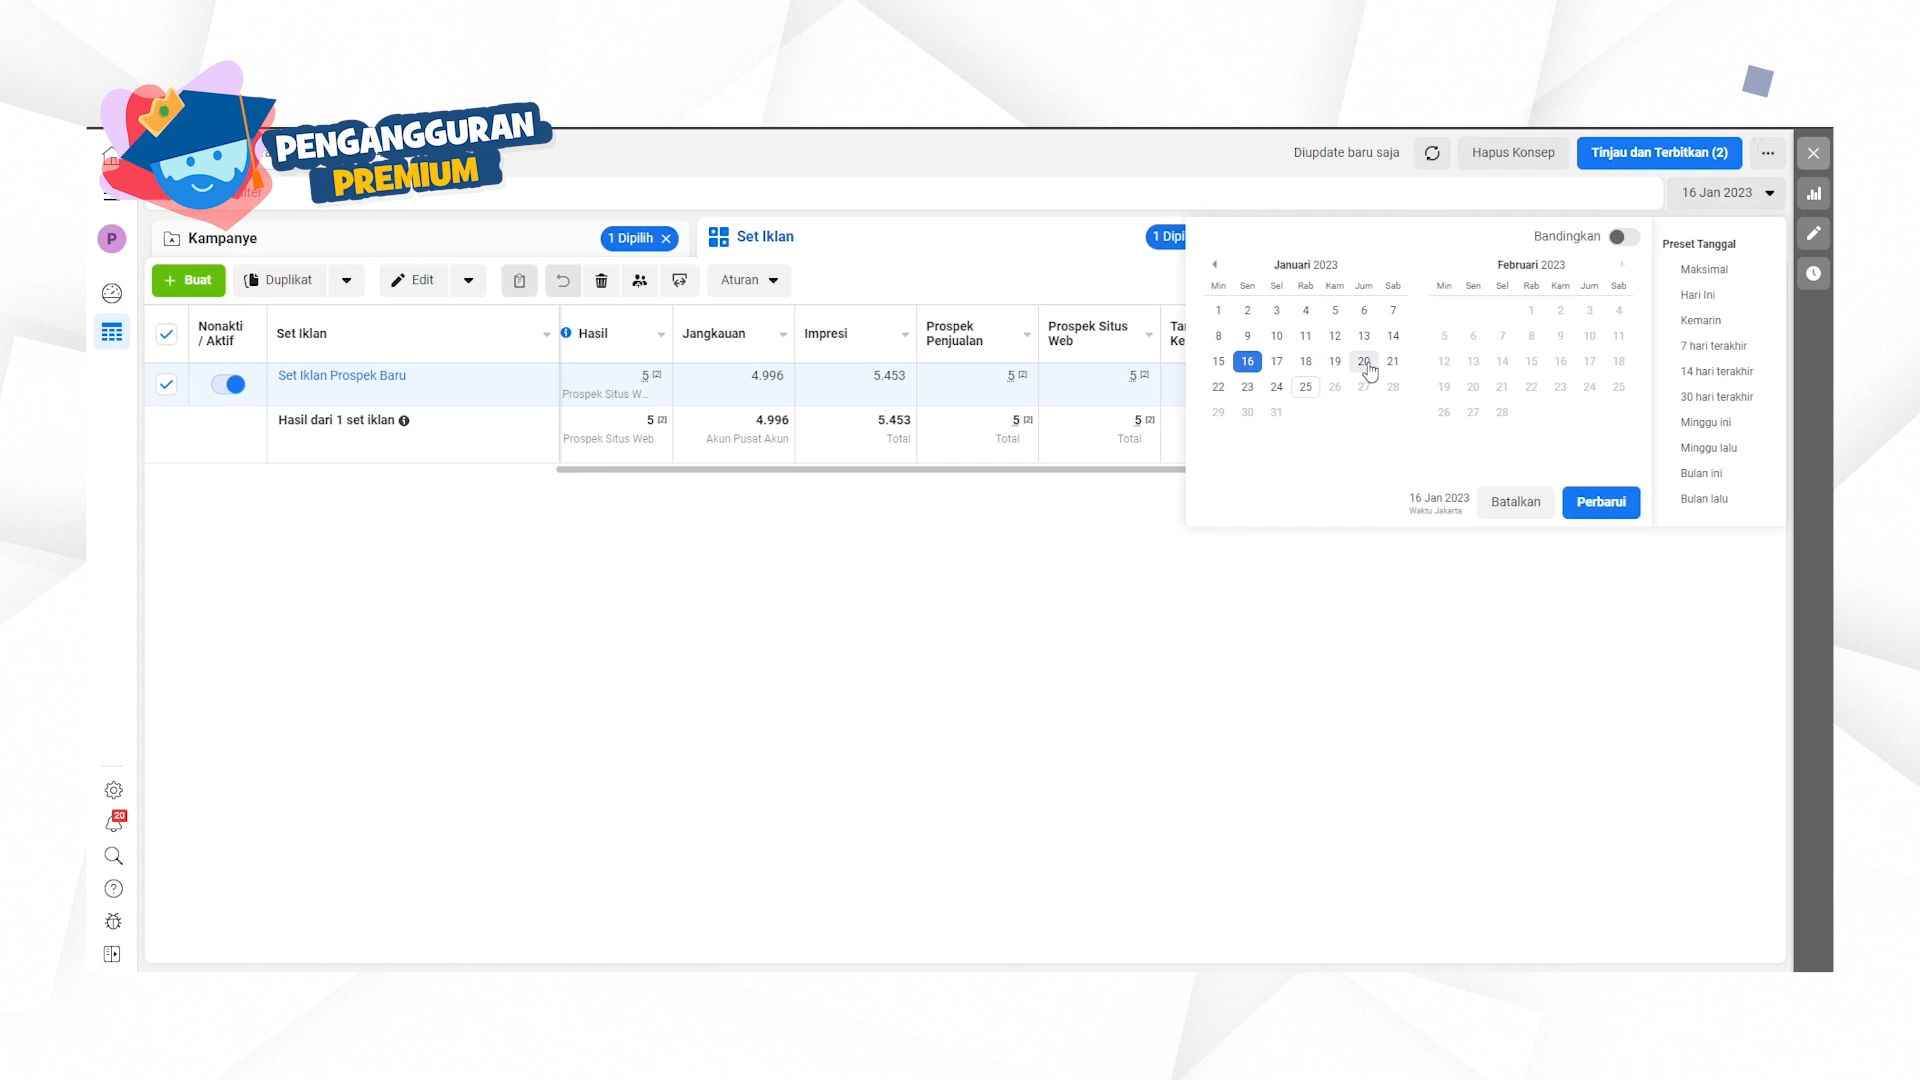 PENGANGGURAN
PREMIUM
Diupdate baru saja
Hapus Konsep
Tinjau dan Terbitkan (2)
16 Jan 2023
P
Kampanye
1 Dipilih
Set Iklan
Buat
Duplikat
Edit
Aturan
Nonakti
/ Aktif
Set Iklan
Hasil
Jangkauan
Impresi
Prospek
Penjualan
Prospek Situs
Web
Set Iklan Prospek Baru
5 [2]
Prospek Situs W...
4.996
5.453
5 [2]
5 [2]
Hasil dari 1 set iklan
5 [2]
Prospek Situs Web
4.996
Akun Pusat Akun
5.453
Total
5 [2]
Total
5 [2]
Total
Bandingkan
Januari 2023
Min Sen Sel Rab Kam Jum Sab
1 2 3 4 5 6 7
8 9 10 11 12 13 14
15 16 17 18 19 20 21
22 23 24 25 26 27 28
29 30 31
Februari 2023
Min Sen Sel Rab Kam Jum Sab
1 2 3 4
5 6 7 8 9 10 11
12 13 14 15 16 17 18
19 20 21 22 23 24 25
26 27 28
16 Jan 2023
Waktu Jakarta
Batalkan
Perbarui
Preset Tanggal
Maksimal
Hari Ini
Kemarin
7 hari terakhir
14 hari terakhir
30 hari terakhir
Minggu ini
Minggu lalu
Bulan ini
Bulan lalu
20